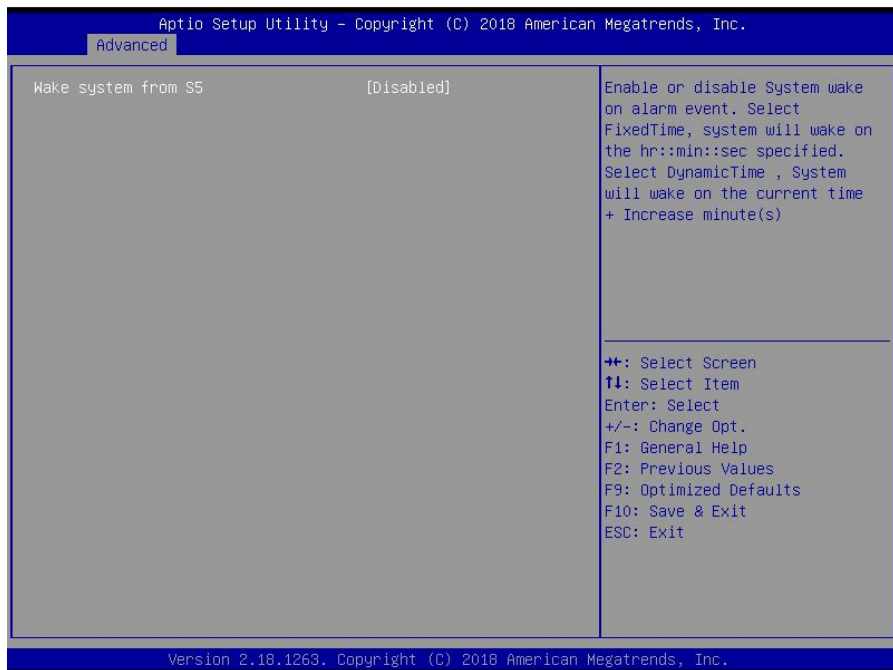 Aptio Setup Utility – Copyright (C) 2018 American Megatrends, Inc.
Advanced
Wake system from S5 [Disabled]
Enable or disable System wake
on alarm event. Select
FixedTime, system will wake on
the hr::min::sec specified.
Select DynamicTime , System
will wake on the current time
+ Increase minute(s)
→←: Select Screen
↑↓: Select Item
Enter: Select
+/-: Change Opt.
F1: General Help
F2: Previous Values
F9: Optimized Defaults
F10: Save & Exit
ESC: Exit
Version 2.18.1263. Copyright (C) 2018 American Megatrends, Inc.